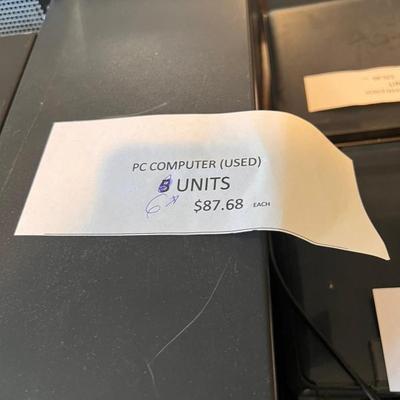 PC COMPUTER (USED)
UNITS
6
$87.68 EACH